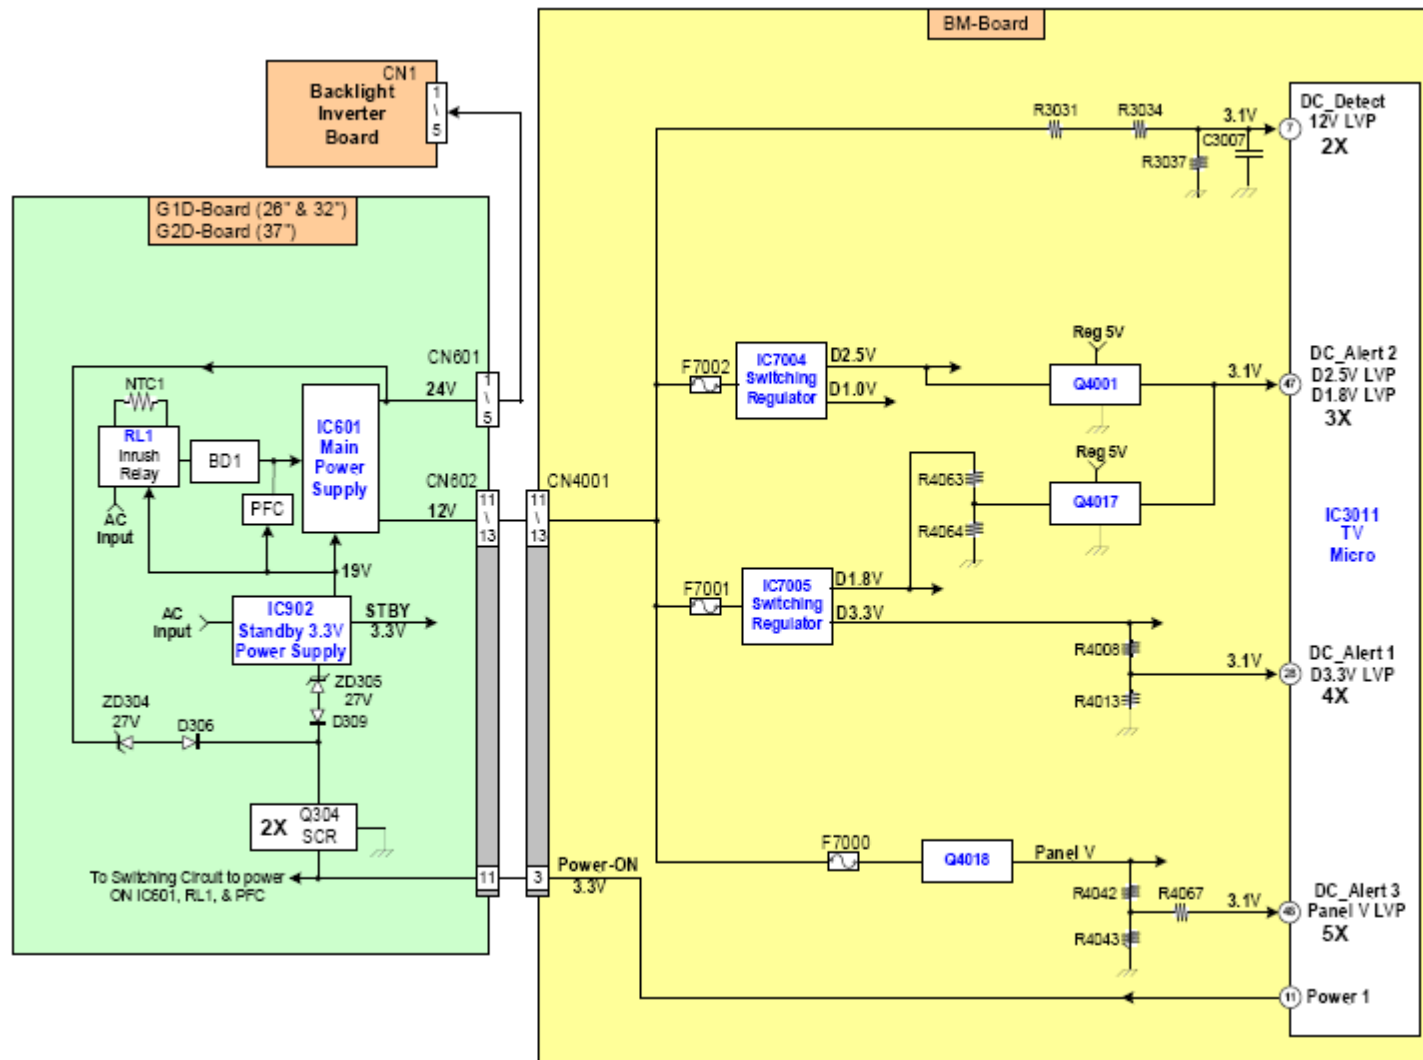 BM-Board
CN1
Backlight
Inverter
Board
1
\
5
G1D-Board (26" & 32")
G2D-Board (37")
R3031
R3034
3.1V
C3007
R3037
7
DC_Detect
12V LVP
2X
CN601
24V
1
\
5
NTC1
RL1
Inrush
Relay
BD1
PFC
AC
Input
IC601
Main
Power
Supply
CN602
12V
11
\
13
CN4001
11
\
13
19V
AC
Input
IC902
Standby 3.3V
Power Supply
STBY
3.3V
ZD305
27V
D309
ZD304
27V
D306
2X
Q304
SCR
To Switching Circuit to power
ON IC601, RL1, & PFC
11
3
Power-ON
3.3V
F7002
IC7004
Switching
Regulator
D2.5V
D1.0V
Reg 5V
Q4001
3.1V
47
DC_Alert 2
D2.5V LVP
D1.8V LVP
3X
R4063
R4064
Reg 5V
Q4017
IC3011
TV
Micro
F7001
IC7005
Switching
Regulator
D1.8V
D3.3V
R4008
R4013
3.1V
28
DC_Alert 1
D3.3V LVP
4X
F7000
Q4018
Panel V
R4042
R4067
R4043
3.1V
DC_Alert 3
Panel V LVP
5X
11
Power 1